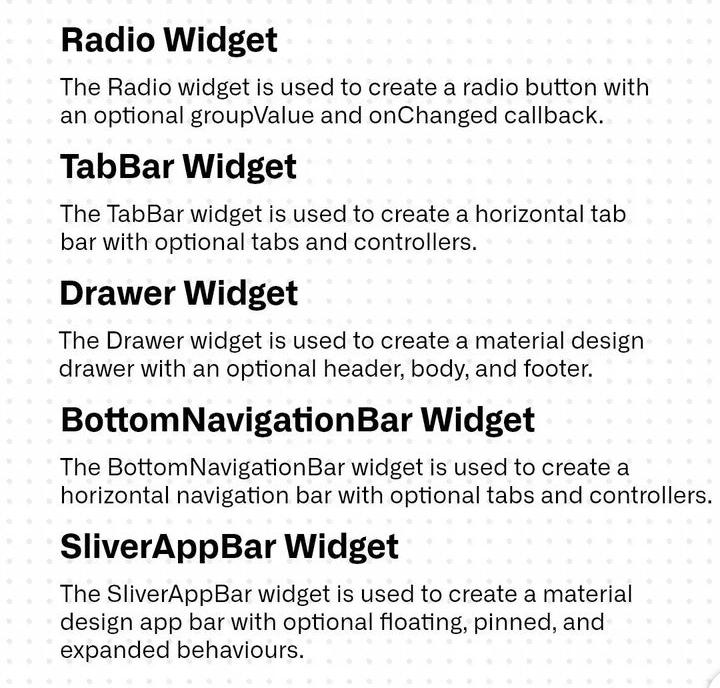 Radio Widget
The Radio widget is used to create a radio button with
an optional groupValue and onChanged callback.
TabBar Widget
The TabBar widget is used to create a horizontal tab
bar with optional tabs and controllers.
Drawer Widget
The Drawer widget is used to create a material design
drawer with an optional header, body, and footer.
BottomNavigationBar Widget
The BottomNavigationBar widget is used to create a
horizontal navigation bar with optional tabs and controllers.
SliverAppBar Widget
The SliverAppBar widget is used to create a material
design app bar with optional floating, pinned, and
expanded behaviours.